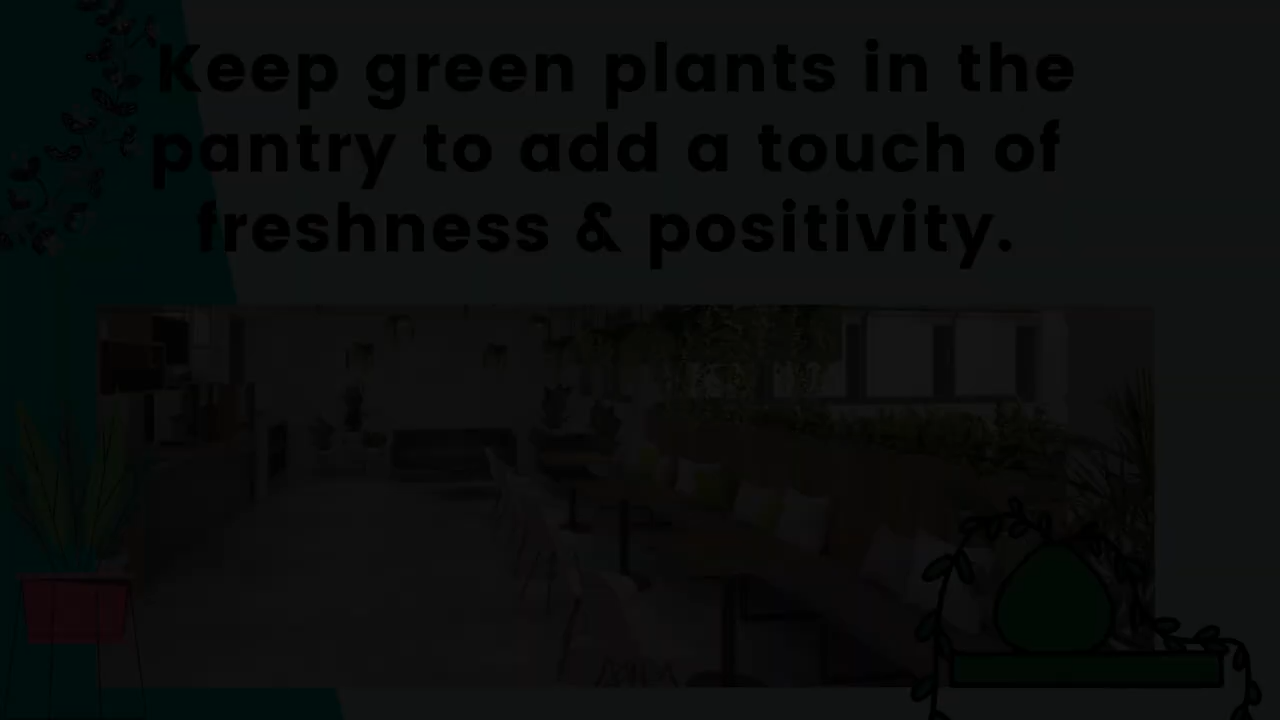 Keep green plants in the
pantry to add a touch of
freshness & positivity.